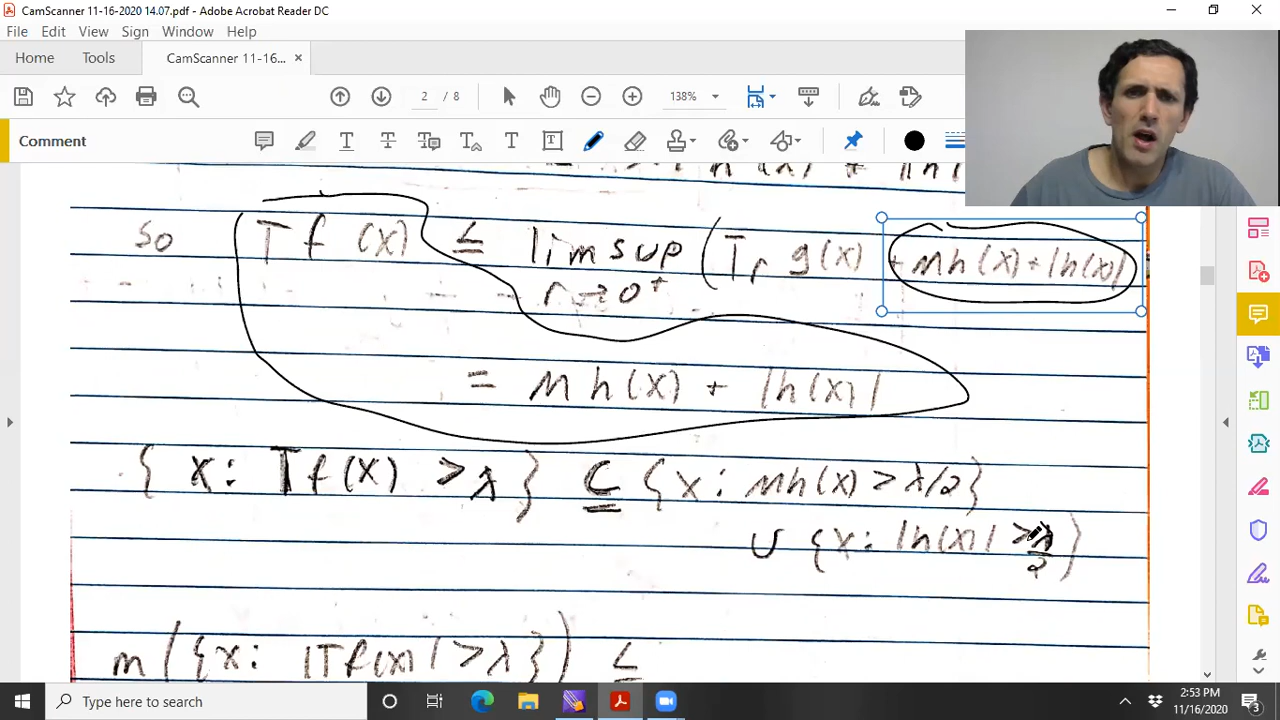 CamScanner 11-16-2020 14.07.pdf - Adobe Acrobat Reader DC
File Edit View Sign Window Help
Home Tools CamScanner 11-16... ×
2 / 8 138%
Comment
so Tf(x) ≤ limsup (T_r g(x) + Mh(x) + |h(x)|
r→0⁺
= Mh(x) + |h(x)|
{x: Tf(x) > λ} ⊆ {x: Mh(x) > λ/2}
∪ {x: |h(x)| > λ/2}
m({x: |Tf(x)| > λ}) ≤
Type here to search
2:53 PM
11/16/2020
3